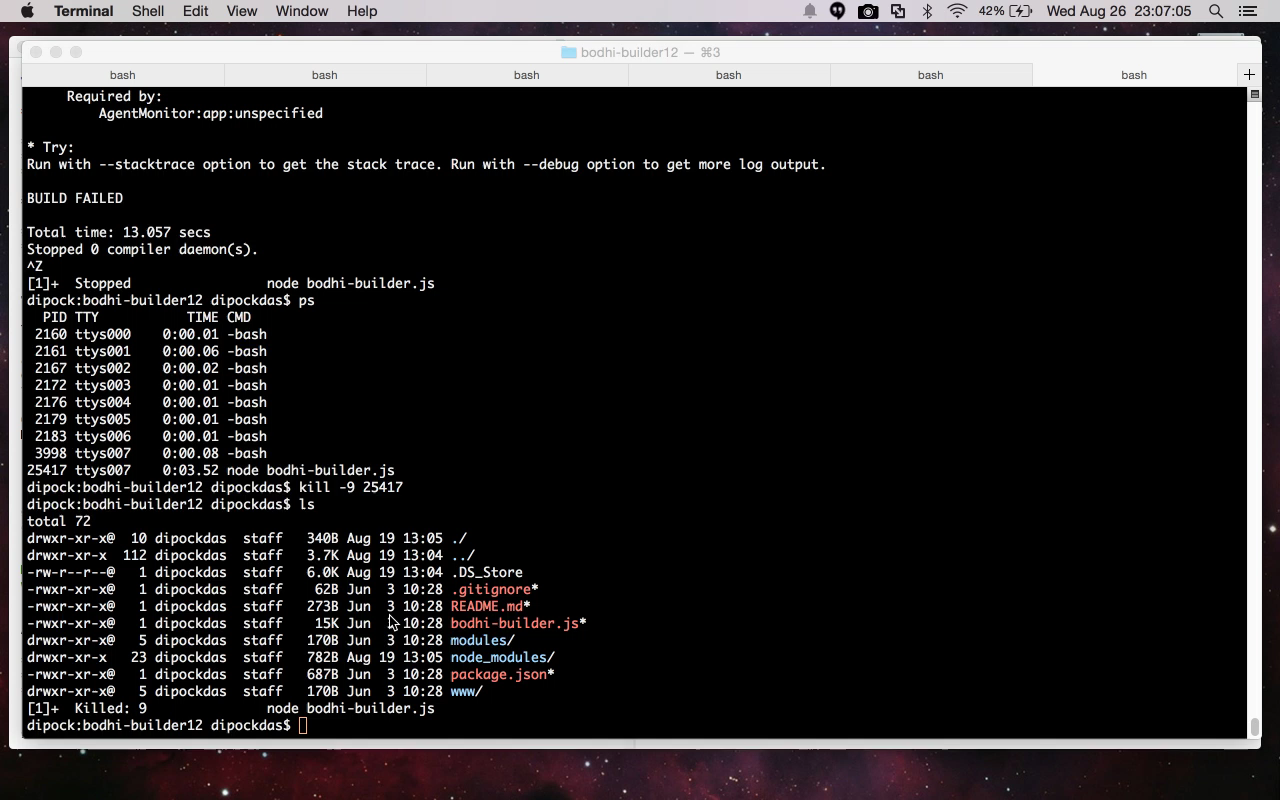 Terminal Shell Edit View Window Help 42% Wed Aug 26 23:07:05
bodhi-builder12 — ⌘3
bash bash bash bash bash bash +
Required by:
AgentMonitor:app:unspecified
* Try:
Run with --stacktrace option to get the stack trace. Run with --debug option to get more log output.
BUILD FAILED
Total time: 13.057 secs
Stopped 0 compiler daemon(s).
^Z
[1]+  Stopped                 node bodhi-builder.js
dipock:bodhi-builder12 dipockdas$ ps
  PID TTY           TIME CMD
 2160 ttys000    0:00.01 -bash
 2161 ttys001    0:00.06 -bash
 2167 ttys002    0:00.02 -bash
 2172 ttys003    0:00.01 -bash
 2176 ttys004    0:00.01 -bash
 2179 ttys005    0:00.01 -bash
 2183 ttys006    0:00.01 -bash
 3998 ttys007    0:00.08 -bash
25417 ttys007    0:03.52 node bodhi-builder.js
dipock:bodhi-builder12 dipockdas$ kill -9 25417
dipock:bodhi-builder12 dipockdas$ ls
total 72
drwxr-xr-x@  10 dipockdas  staff   340B Aug 19 13:05 ./
drwxr-xr-x  112 dipockdas  staff   3.7K Aug 19 13:04 ../
-rw-r--r--@   1 dipockdas  staff   6.0K Aug 19 13:04 .DS_Store
-rwxr-xr-x@   1 dipockdas  staff    62B Jun  3 10:28 .gitignore*
-rwxr-xr-x@   1 dipockdas  staff   273B Jun  3 10:28 README.md*
-rwxr-xr-x@   1 dipockdas  staff    15K Jun  3 10:28 bodhi-builder.js*
drwxr-xr-x@   5 dipockdas  staff   170B Jun  3 10:28 modules/
drwxr-xr-x   23 dipockdas  staff   782B Aug 19 13:05 node_modules/
-rwxr-xr-x@   1 dipockdas  staff   687B Jun  3 10:28 package.json*
drwxr-xr-x@   5 dipockdas  staff   170B Jun  3 10:28 www/
[1]+  Killed: 9               node bodhi-builder.js
dipock:bodhi-builder12 dipockdas$